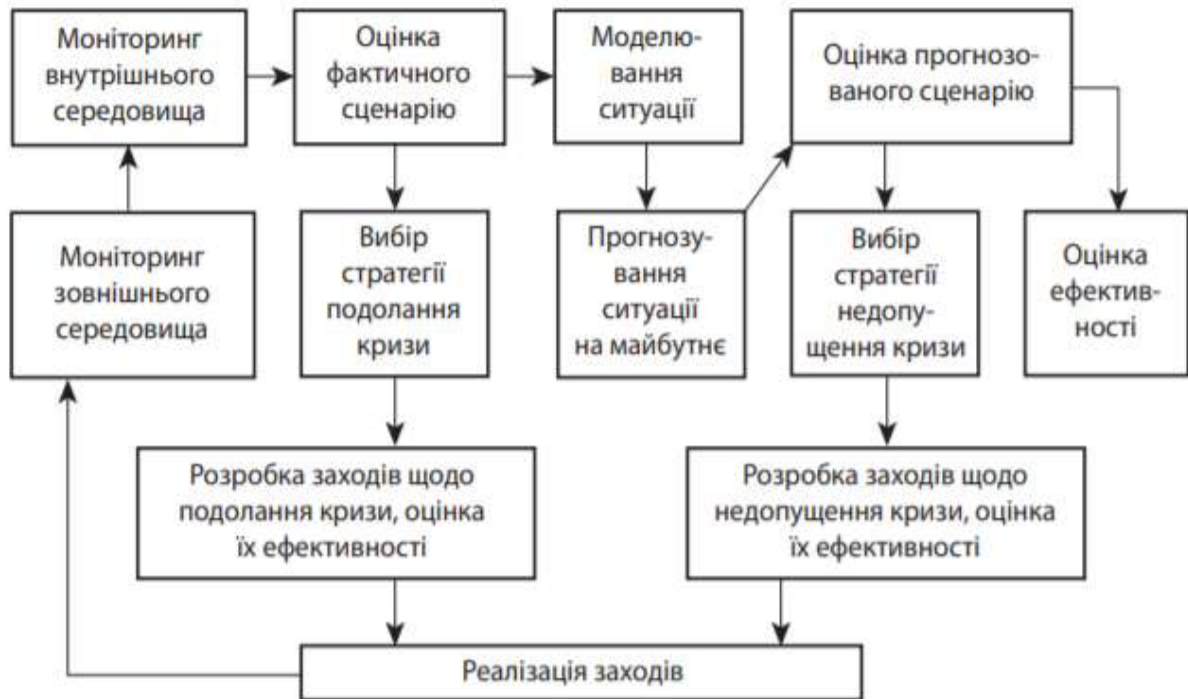 Моніторинг
внутрішнього
середовища
Оцінка
фактичного
сценарію
Моделю-
вання
ситуації
Оцінка прогнозо-
ваного сценарію
Моніторинг
зовнішнього
середовища
Вибір
стратегії
подолання
кризи
Прогнозу-
вання
ситуації
на майбутнє
Вибір
стратегії
недопу-
щення кризи
Оцінка
ефектив-
ності
Розробка заходів щодо
подолання кризи, оцінка
їх ефективності
Розробка заходів щодо
недопущення кризи, оцінка
їх ефективності
Реалізація заходів